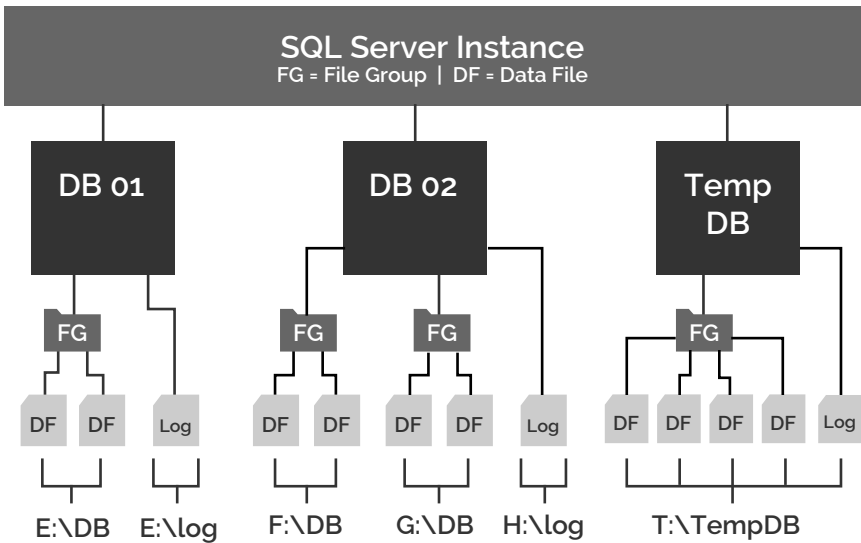 SQL Server Instance
FG = File Group | DF = Data File
DB 01
DB 02
Temp
DB
FG
FG
FG
FG
DF
DF
Log
DF
DF
DF
DF
Log
DF
DF
DF
DF
Log
E:\DB
E:\log
F:\DB
G:\DB
H:\log
T:\TempDB